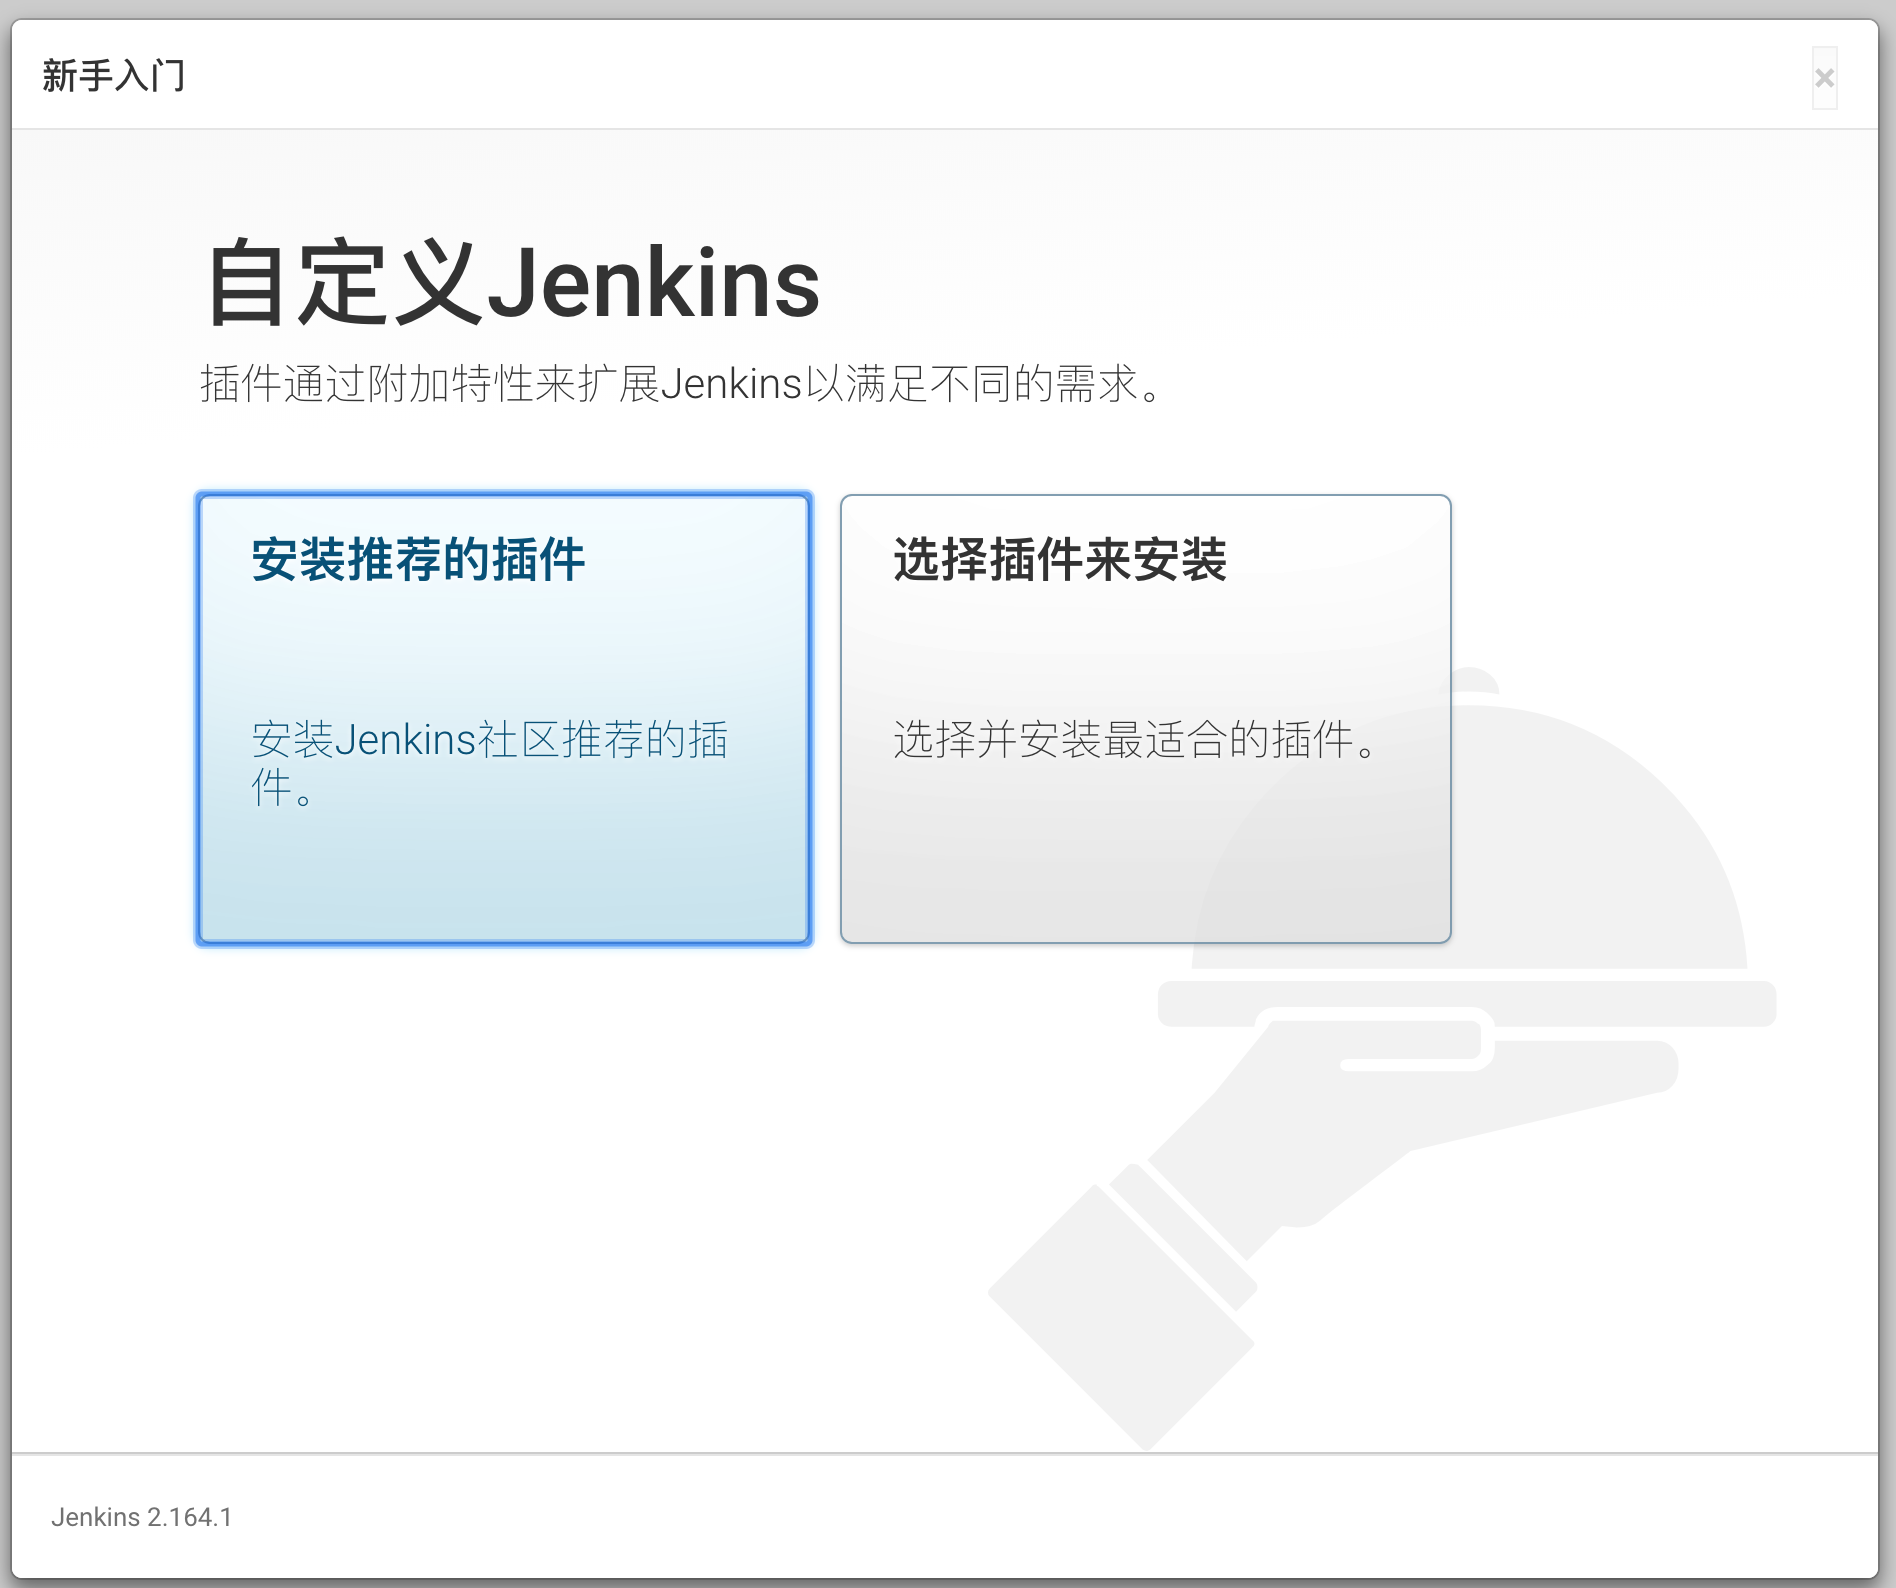 新手入门
×
自定义Jenkins
插件通过附加特性来扩展Jenkins以满足不同的需求。
安装推荐的插件
安装Jenkins社区推荐的插
件。
选择插件来安装
选择并安装最适合的插件。
Jenkins 2.164.1